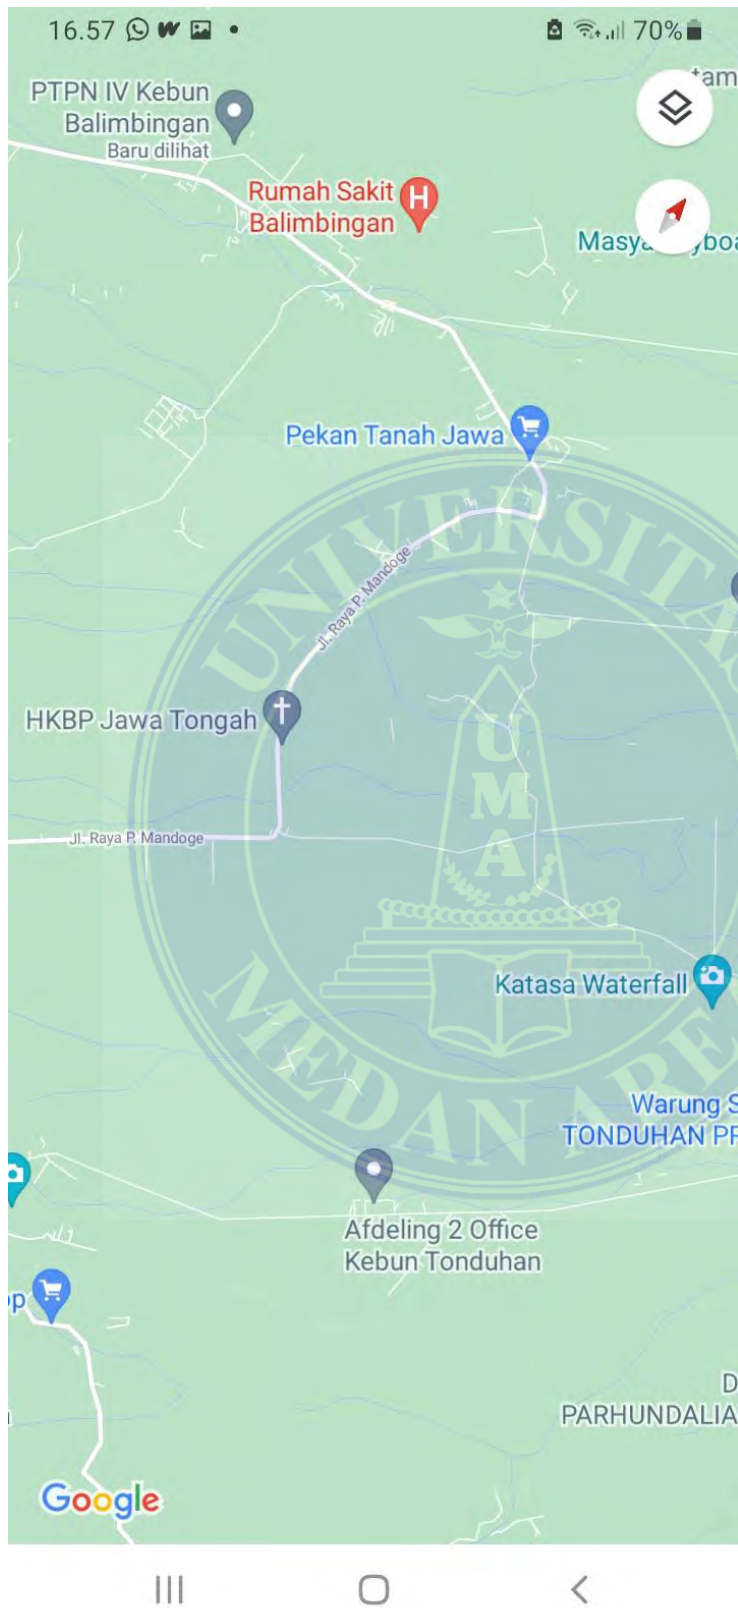 16.57
70%
PTPN IV Kebun
Balimbingan
Baru dilihat
Rumah Sakit
Balimbingan
H
Pekan Tanah Jawa
UNIVERSITAS
Jl. Raya P. Mandoge
HKBP Jawa Tongah
UMA
Jl. Raya P. Mandoge
Katasa Waterfall
MEDAN AREA
Warung S
TONDUHAN
Afdeling 2 Office
Kebun Tonduhan
PARHUNDALIA
Google